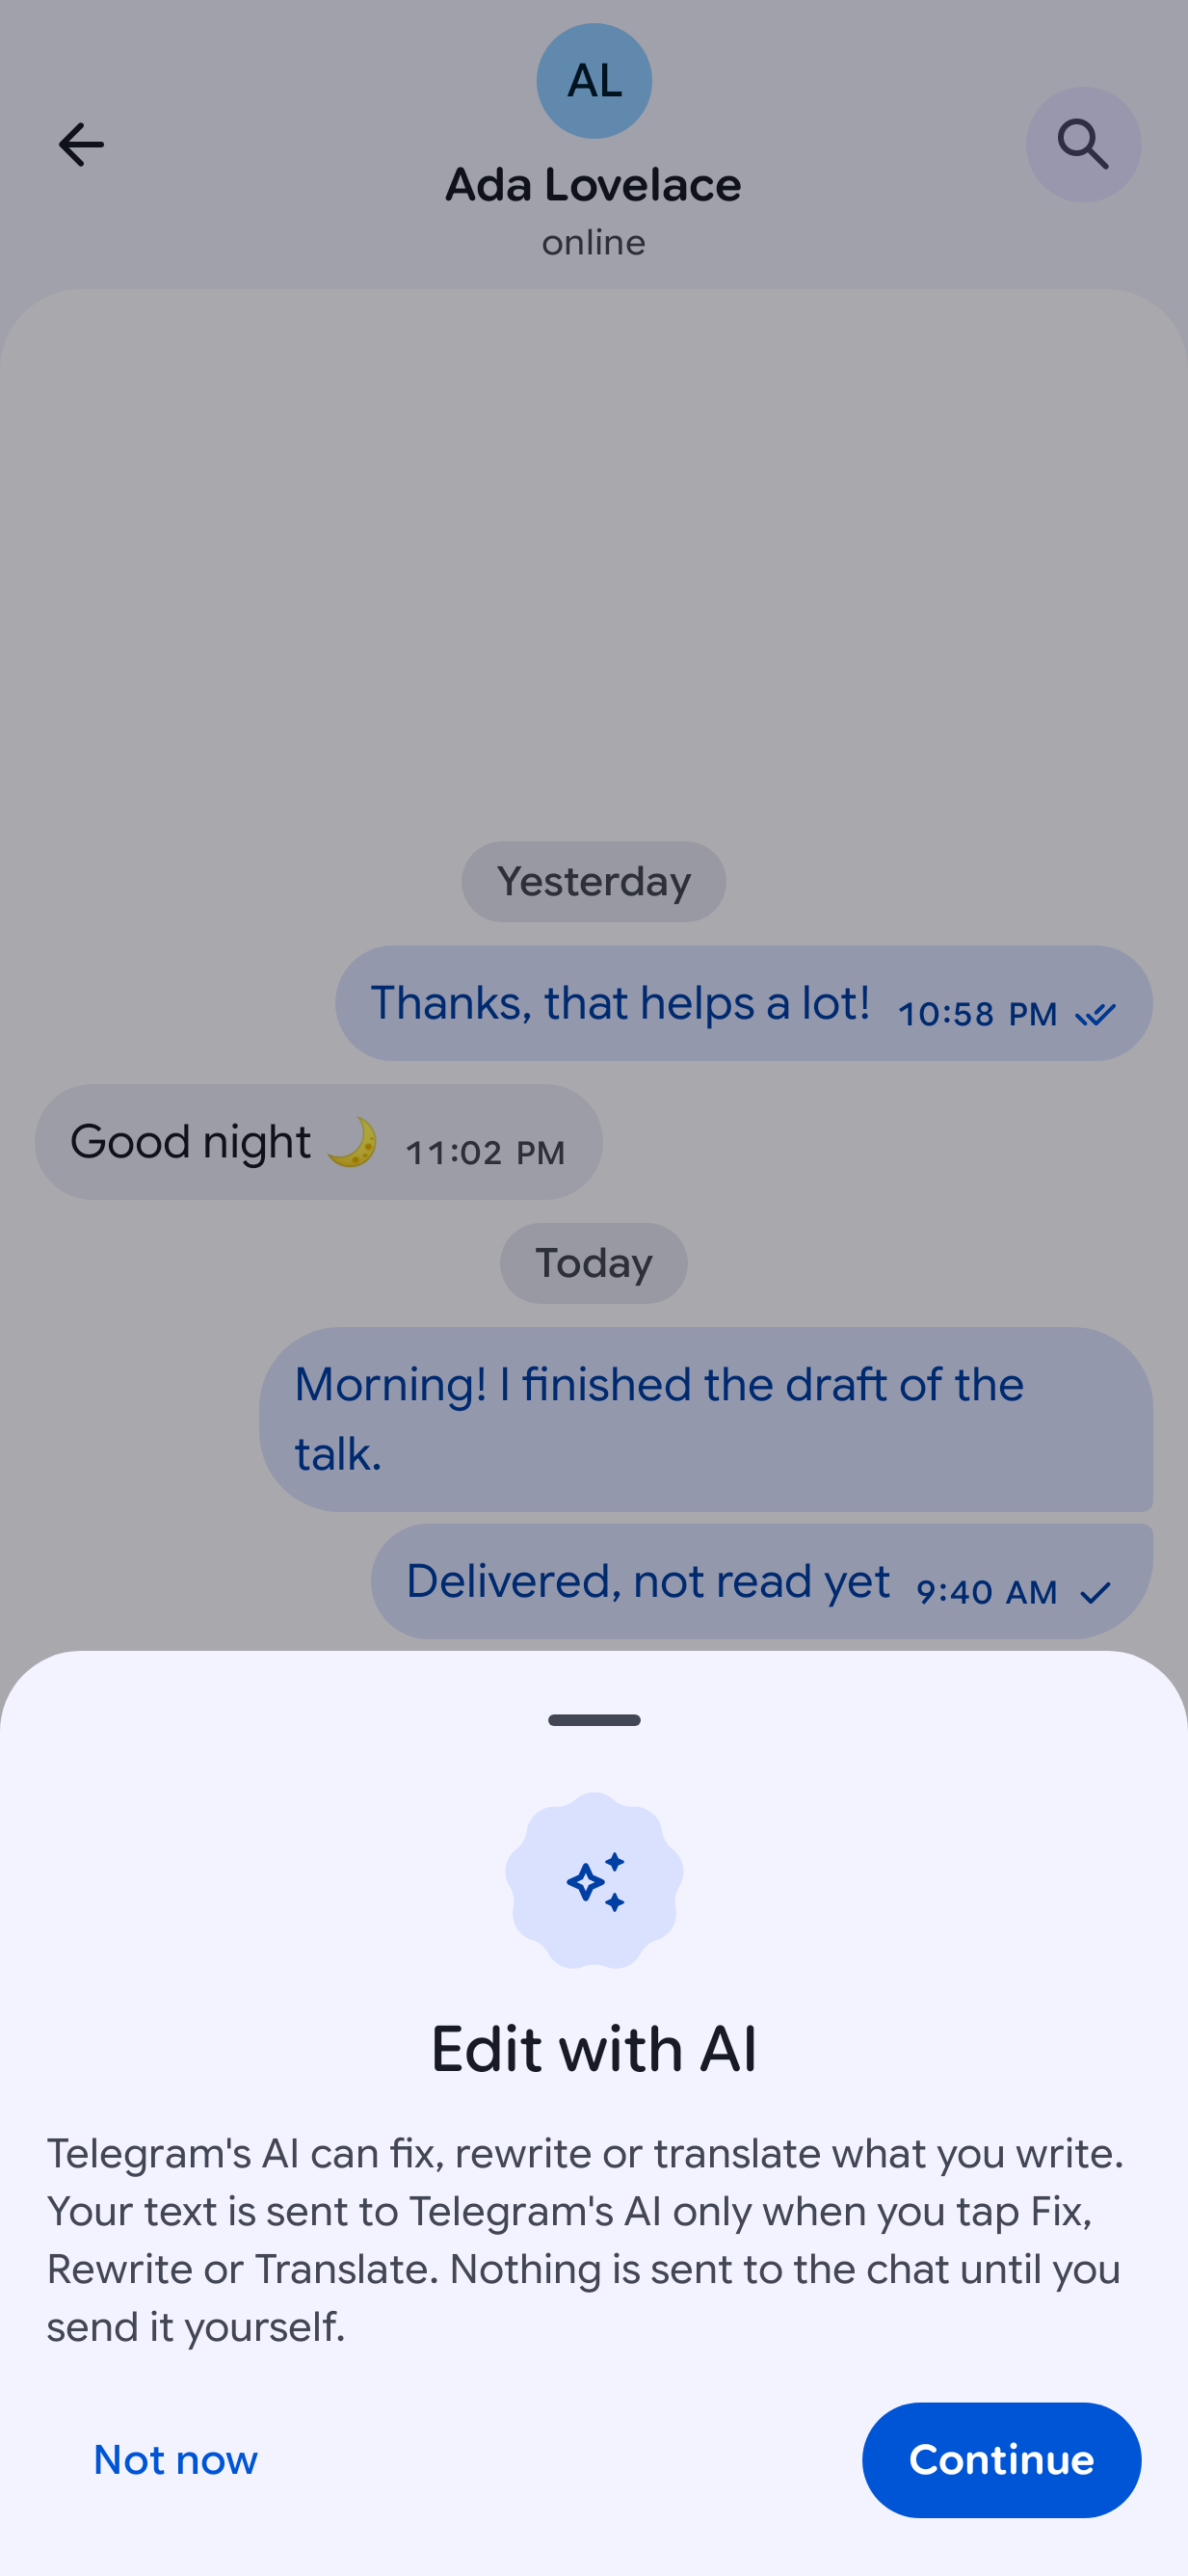 AL
Ada Lovelace
online
Yesterday
Thanks, that helps a lot! 10:58 PM
Good night 🌙 11:02 PM
Today
Morning! I finished the draft of the
talk.
Delivered, not read yet 9:40 AM
Edit with AI
Telegram's AI can fix, rewrite or translate what you write.
Your text is sent to Telegram's AI only when you tap Fix,
Rewrite or Translate. Nothing is sent to the chat until you
send it yourself.
Not now
Continue